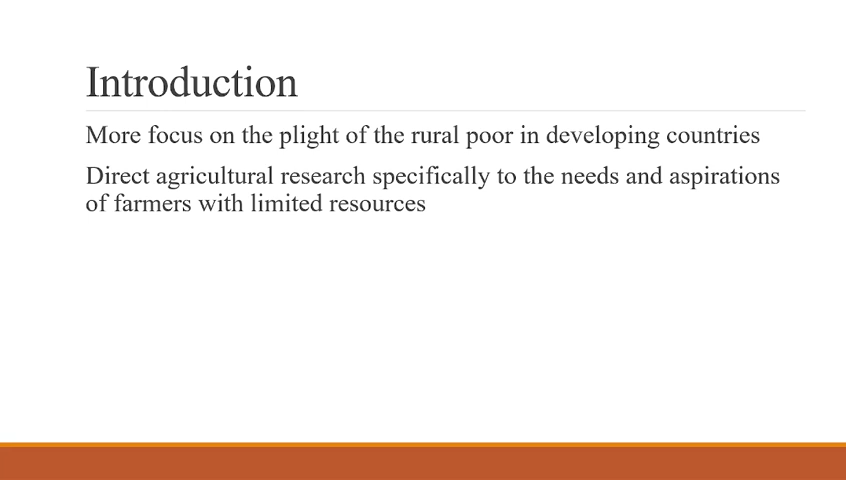 Introduction
More focus on the plight of the rural poor in developing countries
Direct agricultural research specifically to the needs and aspirations
of farmers with limited resources